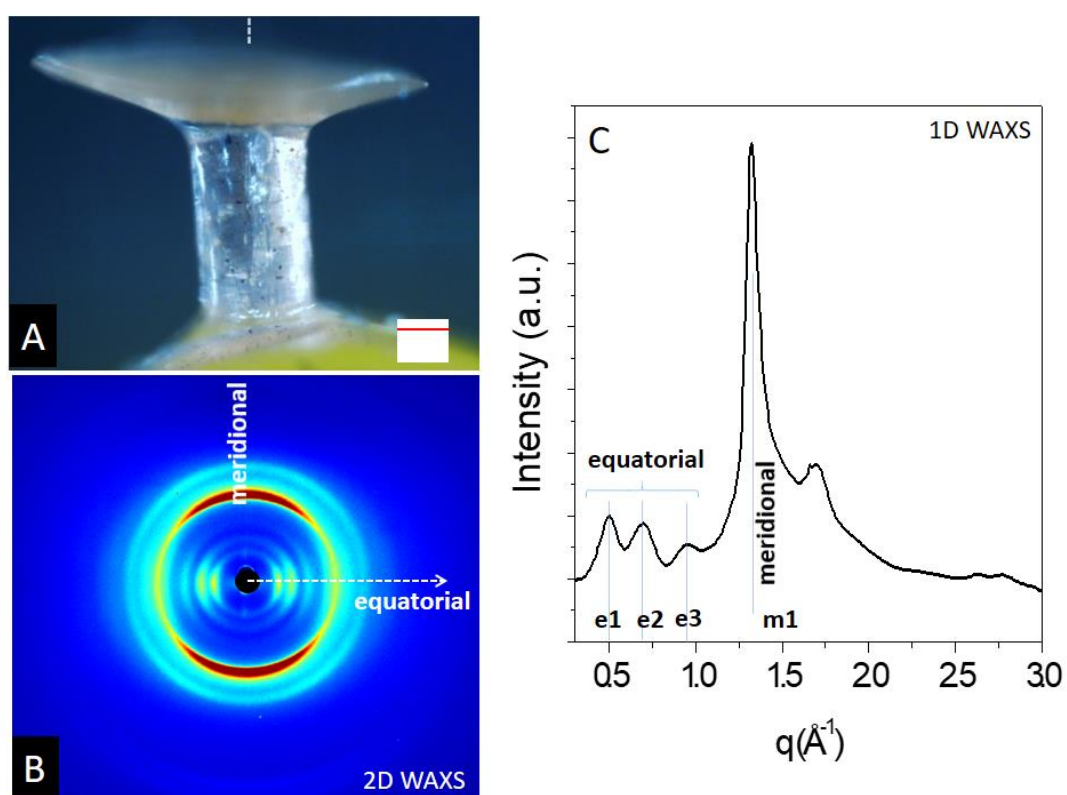 A
meridional
equatorial
B
2D WAXS
C
1D WAXS
Intensity (a.u.)
equatorial
meridional
e1 e2 e3 m1
0.5 1.0 1.5 2.0 2.5 3.0
q(Å⁻¹)